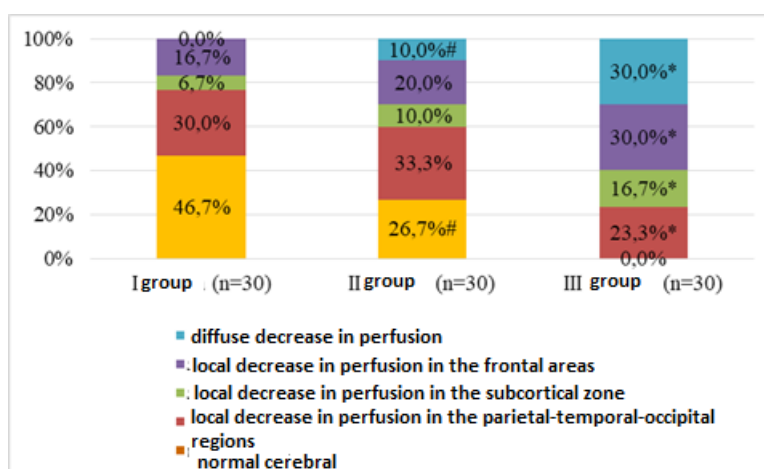 100%
80%
60%
40%
20%
0%
0,0%
16,7%
6,7%
30,0%
46,7%
10,0%#
20,0%
10,0%
33,3%
26,7%#
30,0%*
30,0%*
16,7%*
23,3%*
0,0%
I group (n=30)
II group (n=30)
III group (n=30)
diffuse decrease in perfusion
local decrease in perfusion in the frontal areas
local decrease in perfusion in the subcortical zone
local decrease in perfusion in the parietal-temporal-occipital
regions
normal cerebral